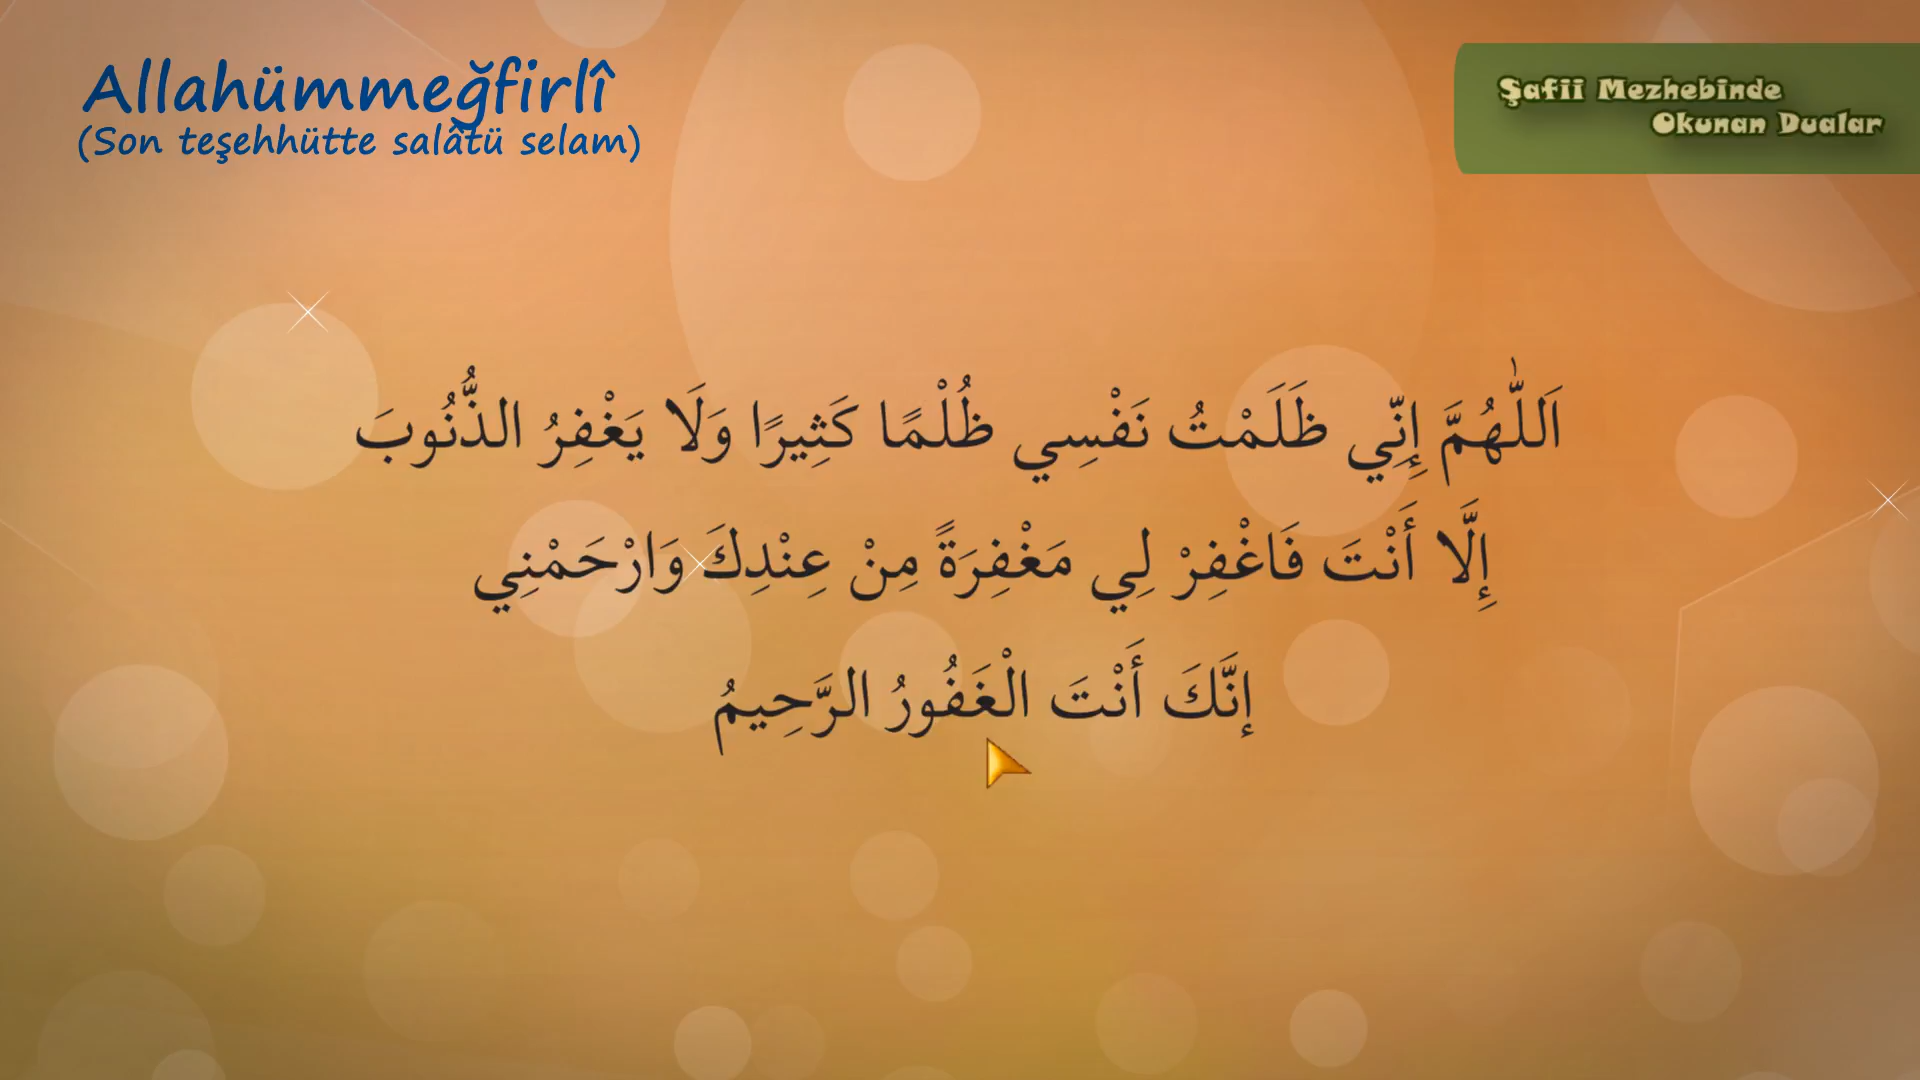 Allahümmeğfirlî
(Son teşehhütte salâtü selam)
Şafii Mezhebinde
Okunan Dualar
اَللّٰهُمَّ إِنِّي ظَلَمْتُ نَفْسِي ظُلْمًا كَثِيرًا وَلَا يَغْفِرُ الذُّنُوبَ
إِلَّا أَنْتَ فَاغْفِرْ لِي مَغْفِرَةً مِنْ عِنْدِكَ وَارْحَمْنِي
إنَّكَ أَنْتَ الْغَفُورُ الرَّحِيمُ